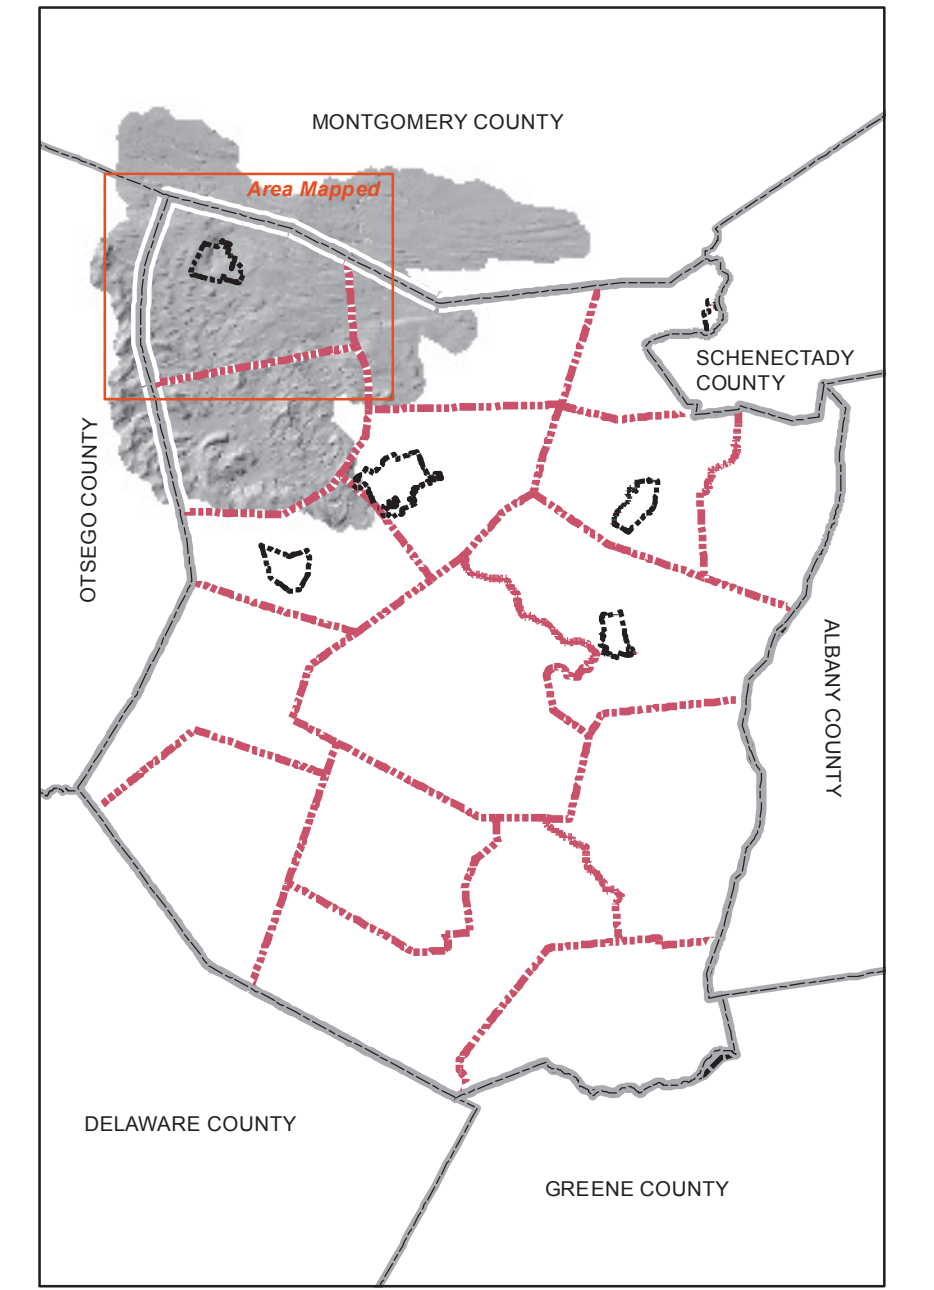 MONTGOMERY COUNTY
Area Mapped
SCHENECTADY
COUNTY
OTSEGO COUNTY
ALBANY COUNTY
DELAWARE COUNTY
GREENE COUNTY